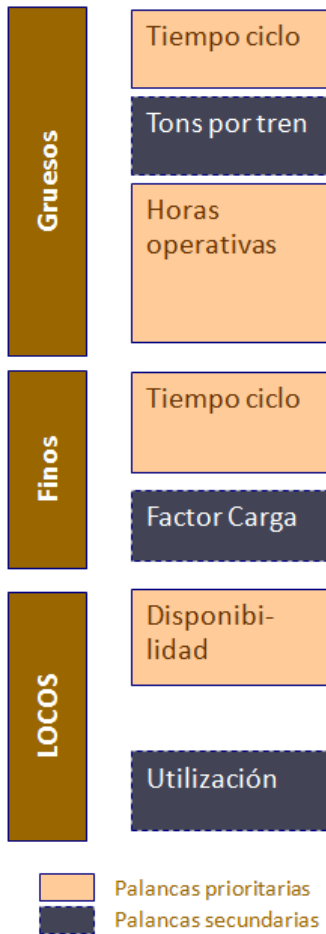 Gruesos
Tiempo ciclo
Tons por tren
Horas
operativas
Finos
Tiempo ciclo
Factor Carga
LOCOS
Disponibi-
lidad
Utilización
Palancas prioritarias
Palancas secundarias